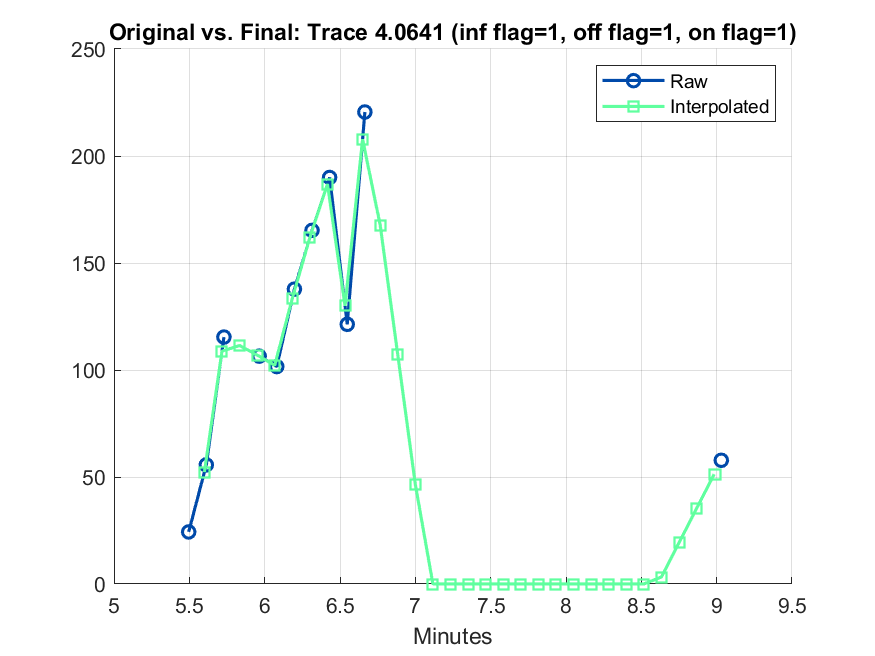 Original vs. Final: Trace 4.0641 (inf flag=1, off flag=1, on flag=1)
250
200
150
100
50
0
Raw
Interpolated
5 5.5 6 6.5 7 7.5 8 8.5 9 9.5
Minutes